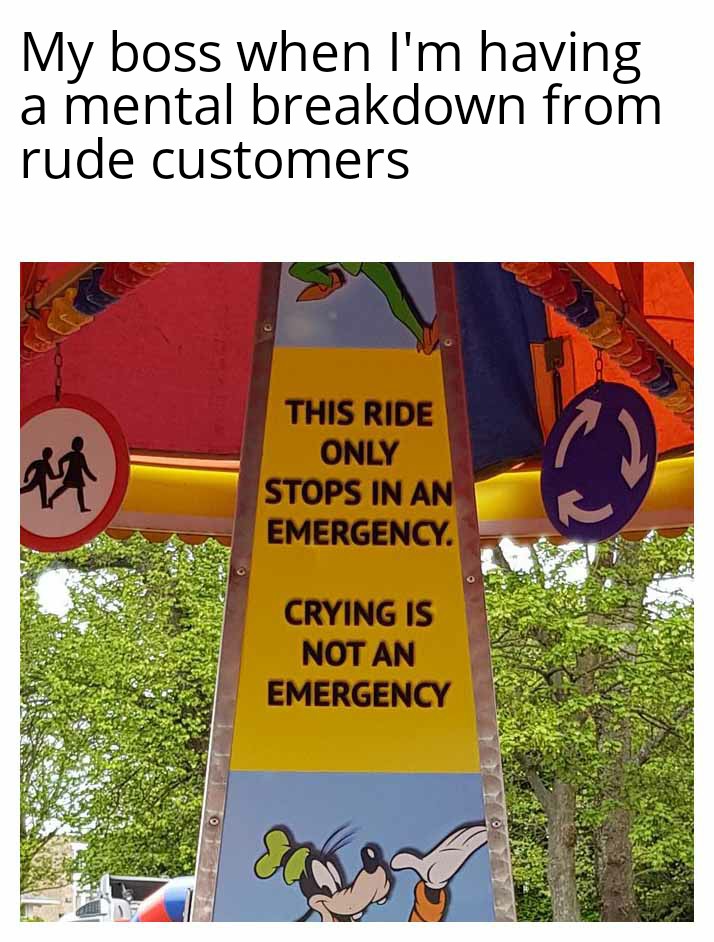 My boss when I'm having
a mental breakdown from
rude customers
THIS RIDE
ONLY
STOPS IN AN
EMERGENCY.
CRYING IS
NOT AN
EMERGENCY